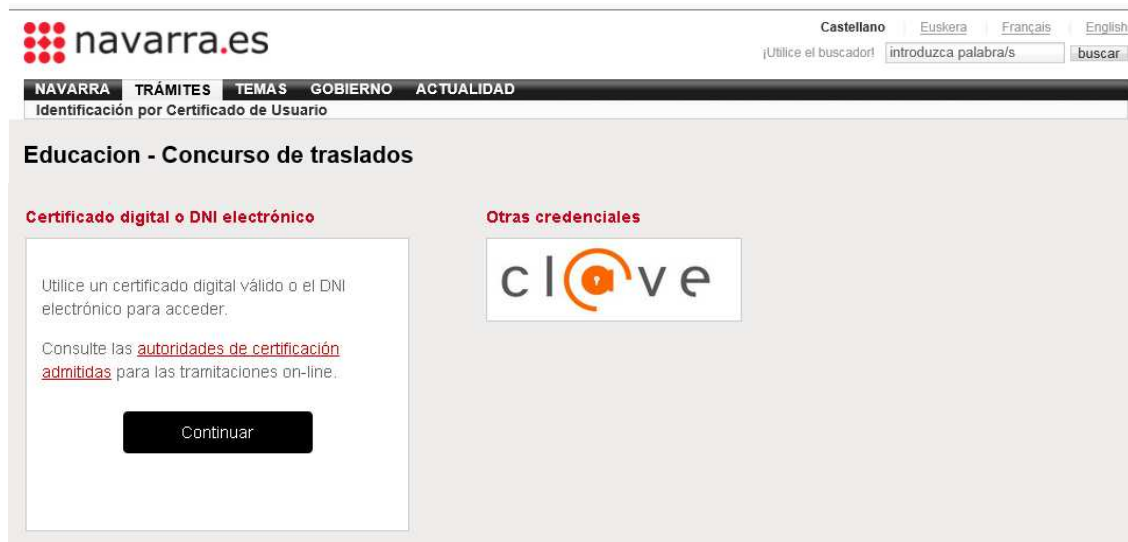 navarra.es
Castellano Euskera Français English
¡Utilice el buscador! introduzca palabra/s buscar
NAVARRA TRÁMITES TEMAS GOBIERNO ACTUALIDAD
Identificación por Certificado de Usuario
Educacion - Concurso de traslados
Certificado digital o DNI electrónico
Utilice un certificado digital válido o el DNI
electrónico para acceder.
Consulte las autoridades de certificación
admitidas para las tramitaciones on-line.
Continuar
Otras credenciales
cl@ve